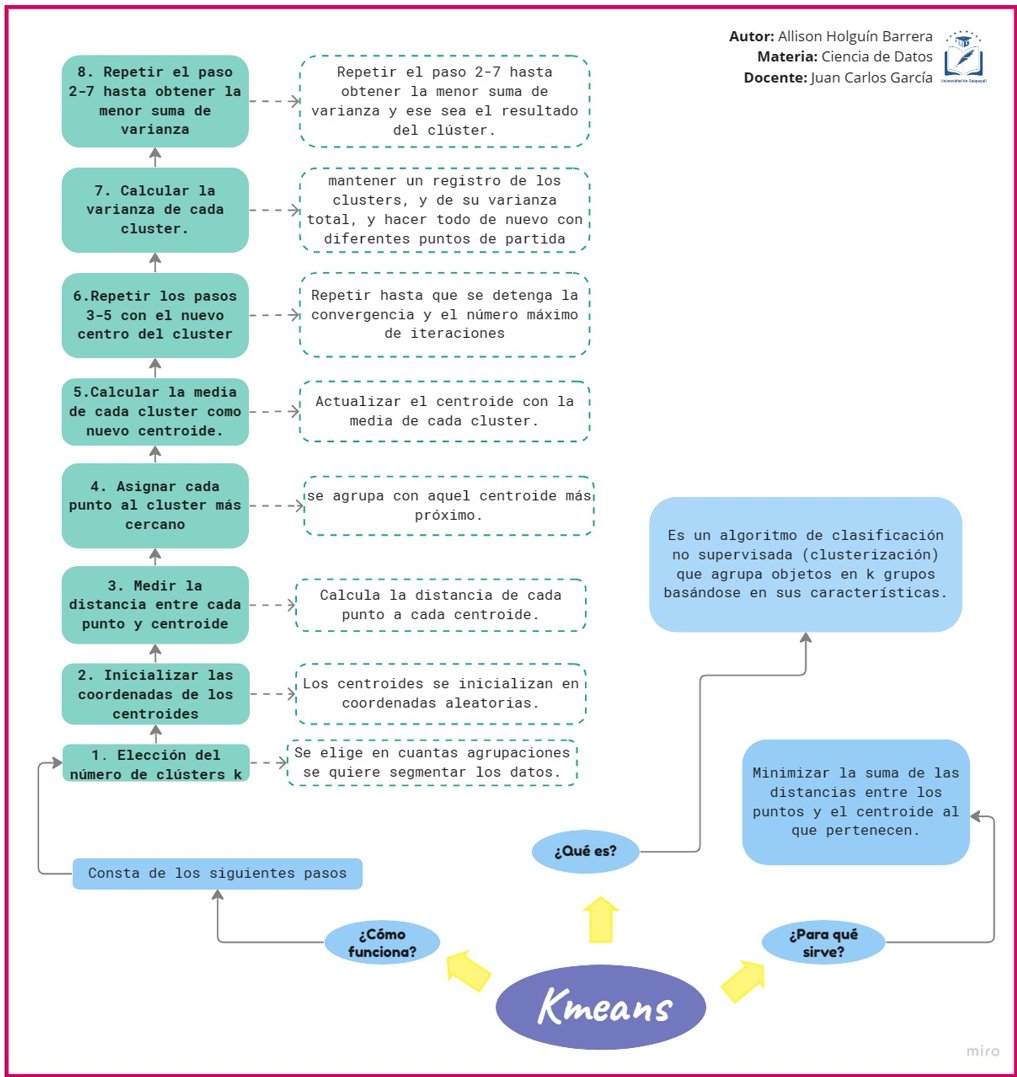 Autor: Allison Holguín Barrera
Materia: Ciencia de Datos
Docente: Juan Carlos García
Universidad de Guayaquil
8. Repetir el paso
2-7 hasta obtener la
menor suma de
varianza
Repetir el paso 2-7 hasta
obtener la menor suma de
varianza y ese sea el resultado
del clúster.
7. Calcular la
varianza de cada
cluster.
mantener un registro de los
clusters, y de su varianza
total, y hacer todo de nuevo con
diferentes puntos de partida
6.Repetir los pasos
3-5 con el nuevo
centro del cluster
Repetir hasta que se detenga la
convergencia y el número máximo
de iteraciones
5.Calcular la media
de cada cluster como
nuevo centroide.
Actualizar el centroide con la
media de cada cluster.
4. Asignar cada
punto al cluster más
cercano
se agrupa con aquel centroide más
próximo.
3. Medir la
distancia entre cada
punto y centroide
Calcula la distancia de cada
punto a cada centroide.
2. Inicializar las
coordenadas de los
centroides
Los centroides se inicializan en
coordenadas aleatorias.
1. Elección del
número de clústers k
Se elige en cuantas agrupaciones
se quiere segmentar los datos.
Es un algoritmo de clasificación
no supervisada (clusterización)
que agrupa objetos en k grupos
basándose en sus características.
Minimizar la suma de las
distancias entre los
puntos y el centroide al
que pertenecen.
¿Qué es?
Consta de los siguientes pasos
¿Cómo
funciona?
¿Para qué
sirve?
Kmeans
miro